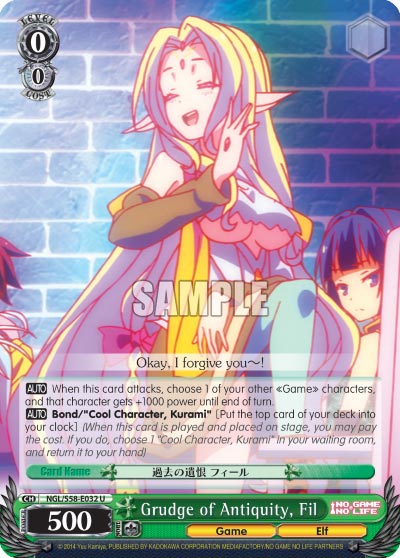 LEVEL
0
0
COST
SAMPLE
Okay, I forgive you～!
AUTO When this card attacks, choose 1 of your other «Game» characters,
and that character gets +1000 power until end of turn.
AUTO Bond/"Cool Character, Kurami" [Put the top card of your deck into
your clock] (When this card is played and placed on stage, you may pay
the cost. If you do, choose 1 "Cool Character, Kurami" in your waiting room,
and return it to your hand)
Card Name 過去の遺恨 フィール
CH NGL/S58-E032 U
POWER 500 Grudge of Antiquity, Fil NO GAME NO LIFE
Game Elf
©2014 Yuu Kamiya, PUBLISHED BY KADOKAWA CORPORATION MEDIAFACTORY/NO GAME NO LIFE PARTNERS